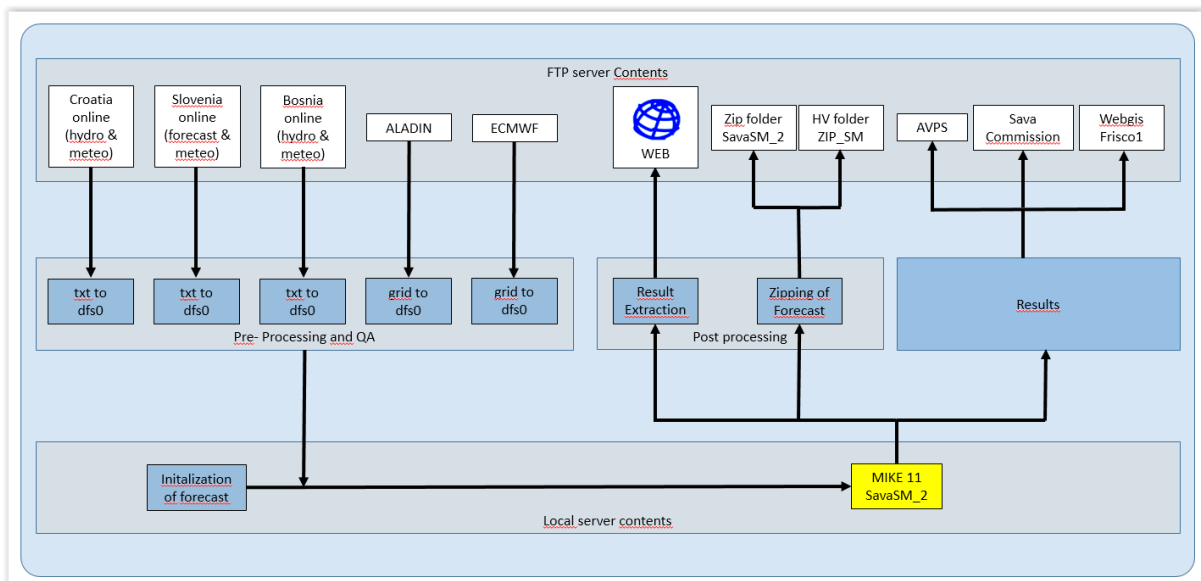 FTP server Contents
Croatia
online
(hydro &
meteo)
Slovenia
online
(forecast &
meteo)
Bosnia
online
(hydro &
meteo)
ALADIN
ECMWF
WEB
Zip folder
SavaSM_2
HV folder
ZIP_SM
AVPS
Sava
Commission
Webgis
Frisco1
txt to
dfs0
txt to
dfs0
txt to
dfs0
grid to
dfs0
grid to
dfs0
Pre- Processing and QA
Result
Extraction
Zipping of
Forecast
Post processing
Results
Initalization
of forecast
MIKE 11
SavaSM_2
Local server contents